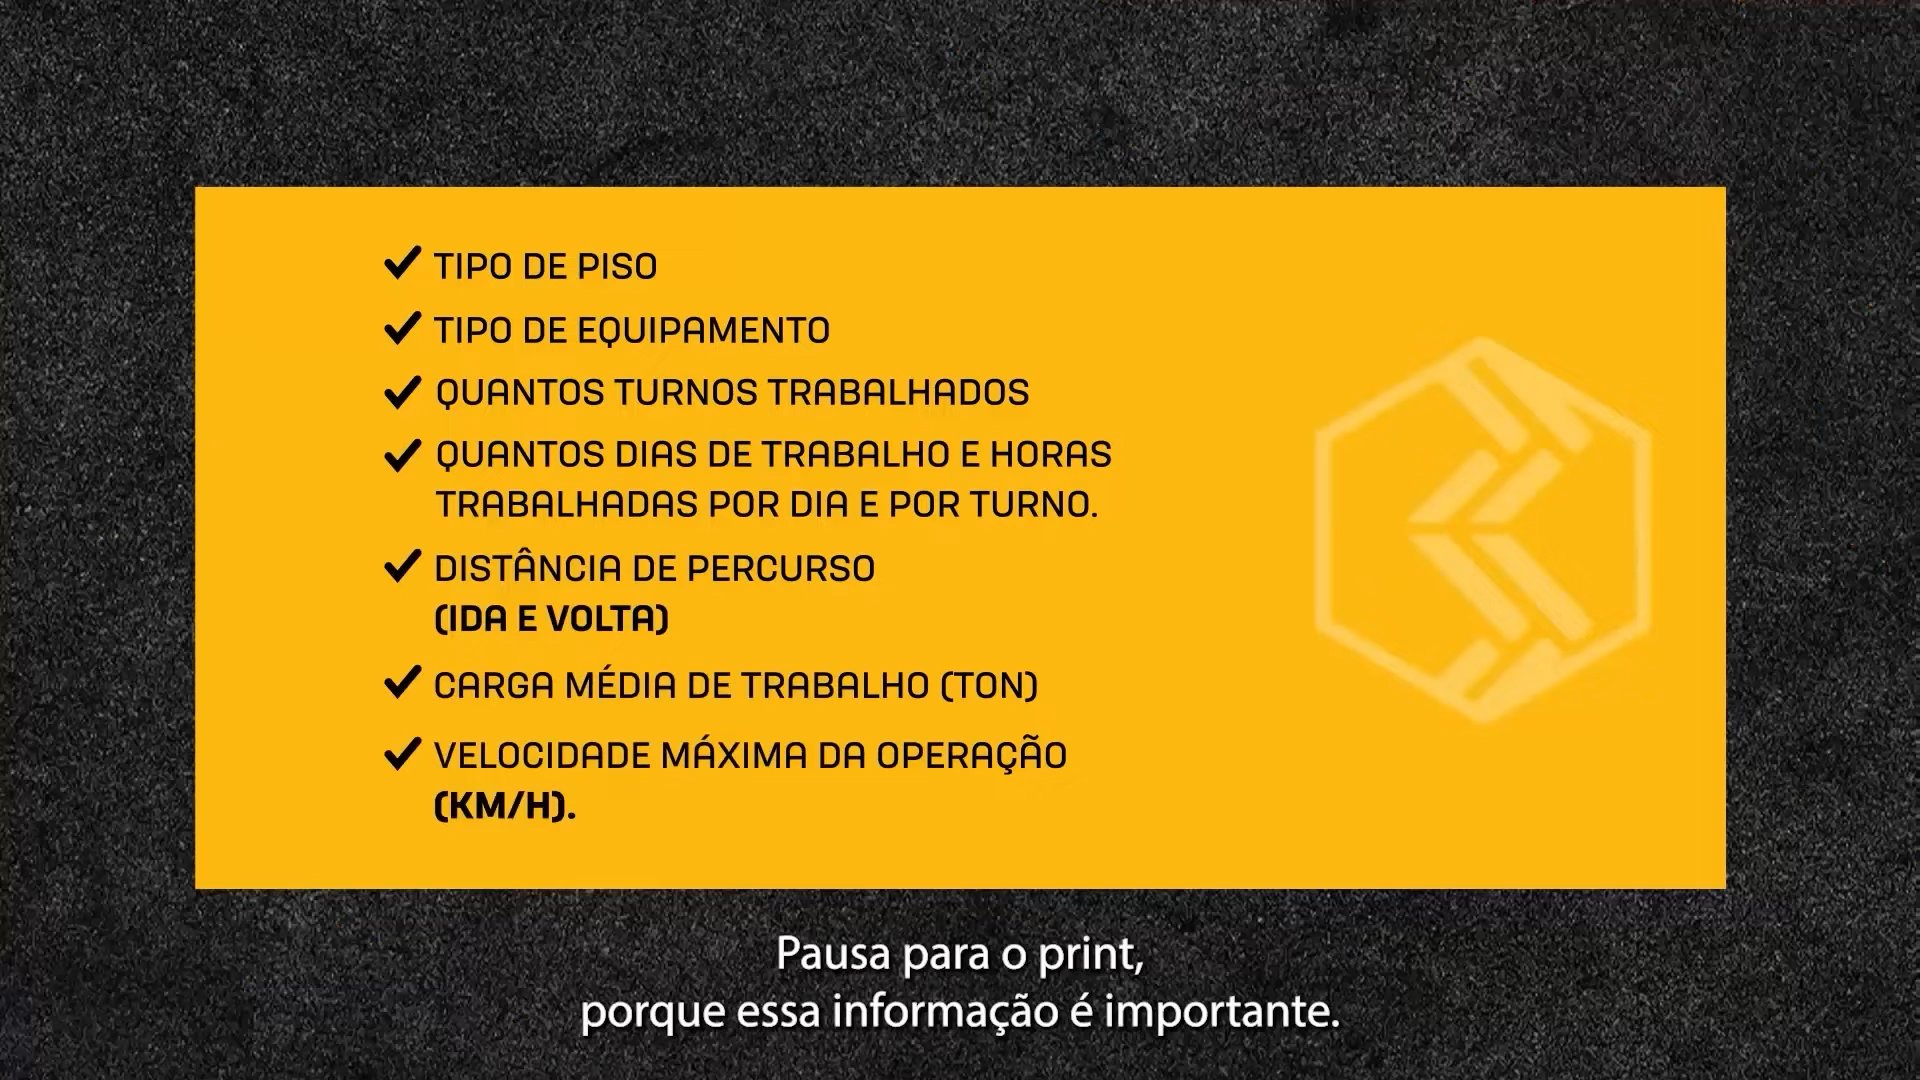 TIPO DE PISO
TIPO DE EQUIPAMENTO
QUANTOS TURNOS TRABALHADOS
QUANTOS DIAS DE TRABALHO E HORAS
TRABALHADAS POR DIA E POR TURNO.
DISTÂNCIA DE PERCURSO
(IDA E VOLTA)
CARGA MÉDIA DE TRABALHO (TON)
VELOCIDADE MÁXIMA DA OPERAÇÃO
(KM/H).
Pausa para o print,
porque essa informação é importante.